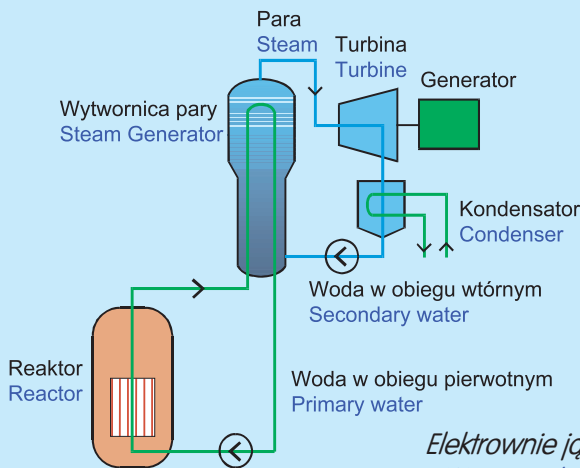 Para
Steam
Turbina
Turbine
Generator
Wytwornica pary
Steam Generator
Kondensator
Condenser
Woda w obiegu wtórnym
Secondary water
Reaktor
Reactor
Woda w obiegu pierwotnym
Primary water
Elektrownie